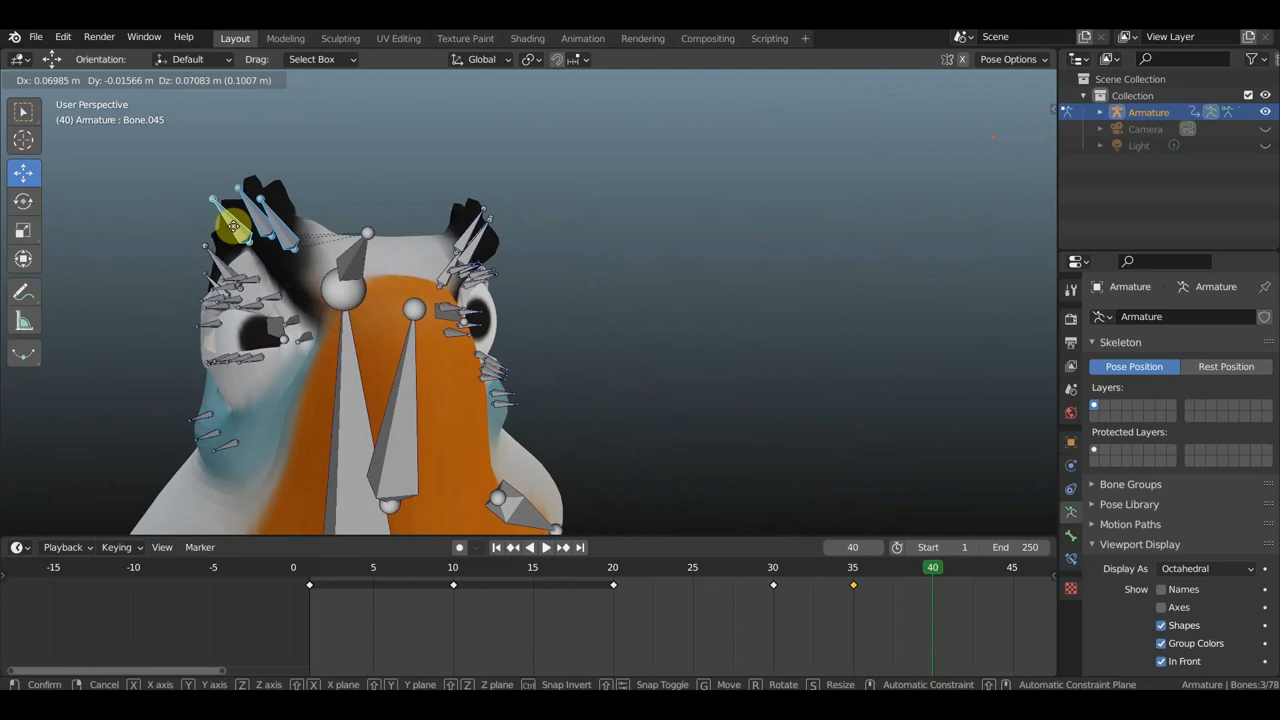 File Edit Render Window Help Layout Modeling Sculpting UV Editing Texture Paint Shading Animation Rendering Compositing Scripting + Scene View Layer
Orientation: Default Drag: Select Box Global X Pose Options
Dx: 0.06985 m Dy: -0.01566 m Dz: 0.07083 m (0.1007 m)
User Perspective
(40) Armature : Bone.045
Scene Collection
Collection
Armature
Camera
Light
Armature Armature
Armature
Skeleton
Pose Position Rest Position
Layers:
Protected Layers:
Bone Groups
Pose Library
Motion Paths
Viewport Display
Display As Octahedral
Show Names
Axes
Shapes
Group Colors
In Front
Playback Keying View Marker 40 Start 1 End 250
-15 -10 -5 0 5 10 15 20 25 30 35 40 45
Confirm Cancel X X axis Y Y axis Z Z axis X X plane Y Y plane Z Z plane Ctrl Snap Invert Snap Toggle G Move R Rotate S Resize Automatic Constraint Automatic Constraint Plane Armature | Bones:3/78